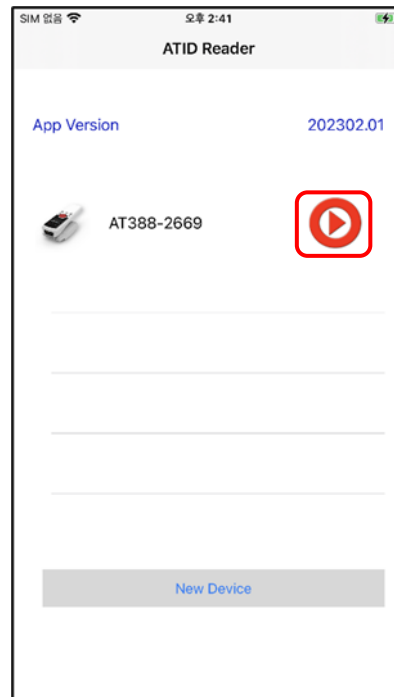 SIM 없음 오후 2:41
ATID Reader
App Version 202302.01
AT388-2669
New Device